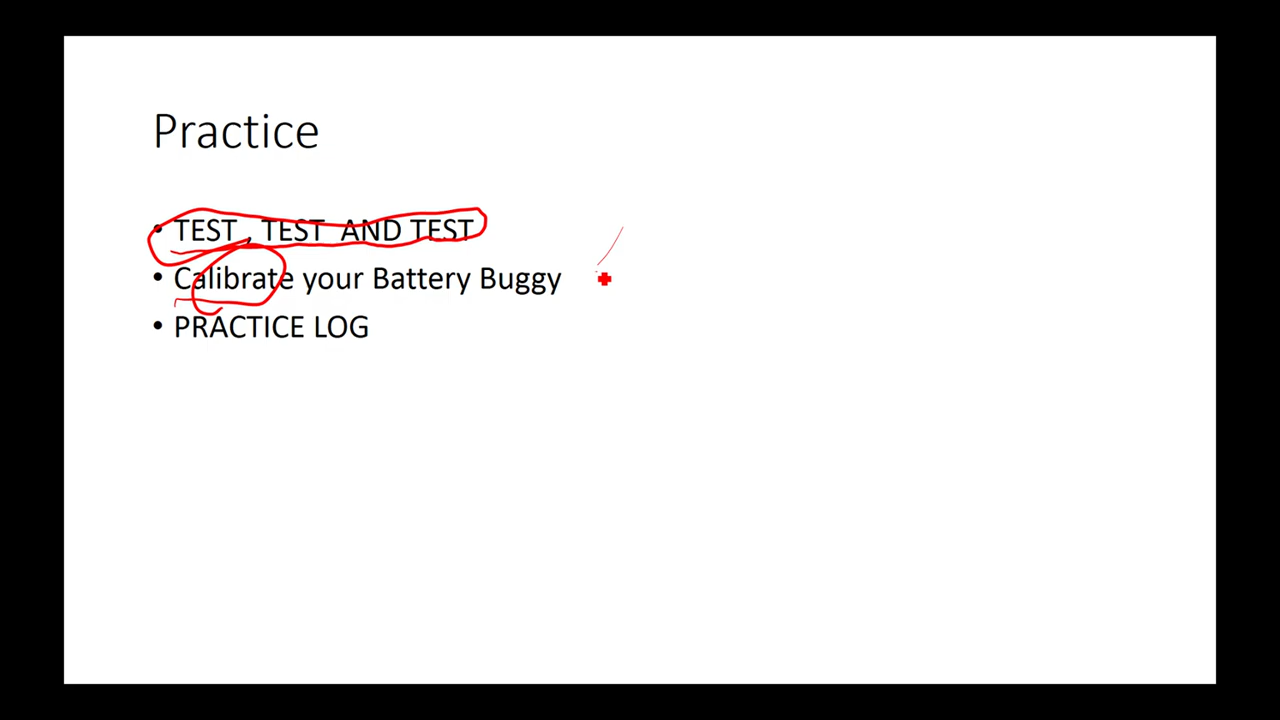 Practice
• TEST , TEST AND TEST
• Calibrate your Battery Buggy
• PRACTICE LOG